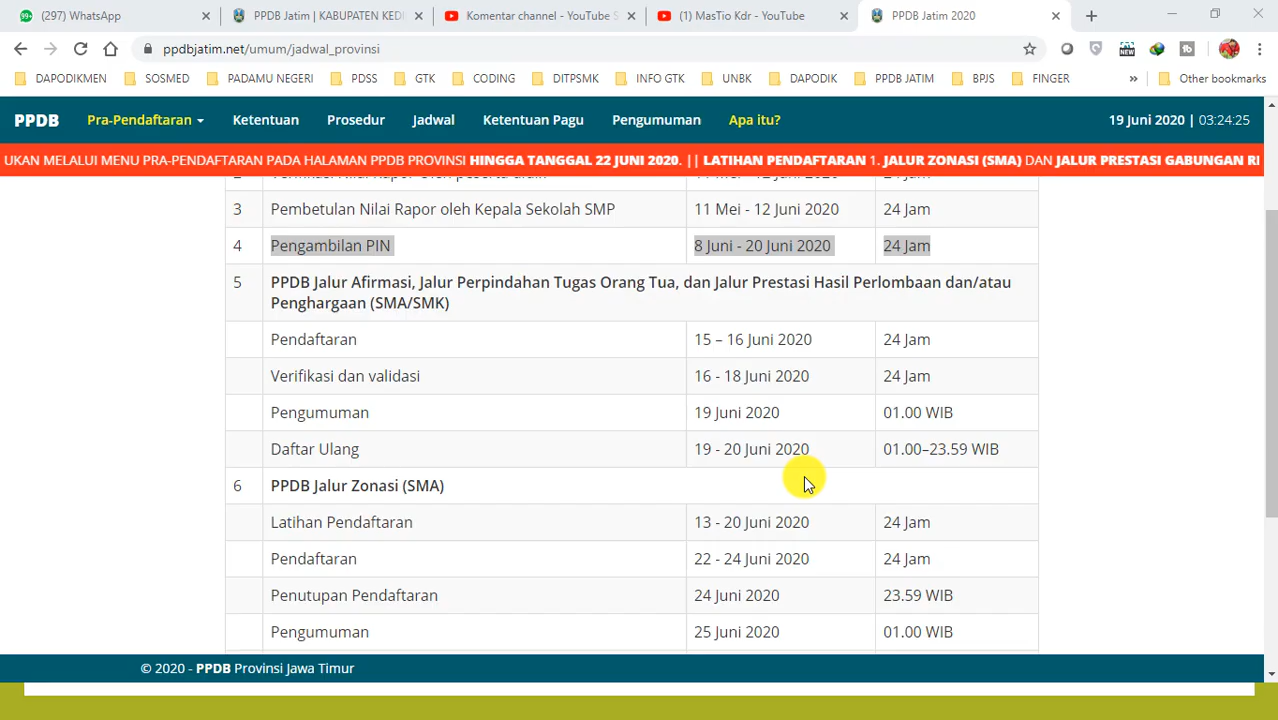 (297) WhatsApp
PPDB Jatim | KABUPATEN KEDI
Komentar channel - YouTube S
(1) MasTio Kdr - YouTube
PPDB Jatim 2020
ppdbjatim.net/umum/jadwal_provinsi
DAPODIKMEN SOSMED PADAMU NEGERI PDSS GTK CODING DITPSMK INFO GTK UNBK DAPODIK PPDB JATIM BPJS FINGER » Other bookmarks
PPDB Pra-Pendaftaran Ketentuan Prosedur Jadwal Ketentuan Pagu Pengumuman Apa itu? 19 Juni 2020 | 03:24:25
UKAN MELALUI MENU PRA-PENDAFTARAN PADA HALAMAN PPDB PROVINSI HINGGA TANGGAL 22 JUNI 2020. || LATIHAN PENDAFTARAN 1. JALUR ZONASI (SMA) DAN JALUR PRESTASI GABUNGAN
3 Pembetulan Nilai Rapor oleh Kepala Sekolah SMP 11 Mei - 12 Juni 2020 24 Jam
4 Pengambilan PIN 8 Juni - 20 Juni 2020 24 Jam
5 PPDB Jalur Afirmasi, Jalur Perpindahan Tugas Orang Tua, dan Jalur Prestasi Hasil Perlombaan dan/atau
Penghargaan (SMA/SMK)
Pendaftaran 15 – 16 Juni 2020 24 Jam
Verifikasi dan validasi 16 - 18 Juni 2020 24 Jam
Pengumuman 19 Juni 2020 01.00 WIB
Daftar Ulang 19 - 20 Juni 2020 01.00–23.59 WIB
6 PPDB Jalur Zonasi (SMA)
Latihan Pendaftaran 13 - 20 Juni 2020 24 Jam
Pendaftaran 22 - 24 Juni 2020 24 Jam
Penutupan Pendaftaran 24 Juni 2020 23.59 WIB
Pengumuman 25 Juni 2020 01.00 WIB
© 2020 - PPDB Provinsi Jawa Timur